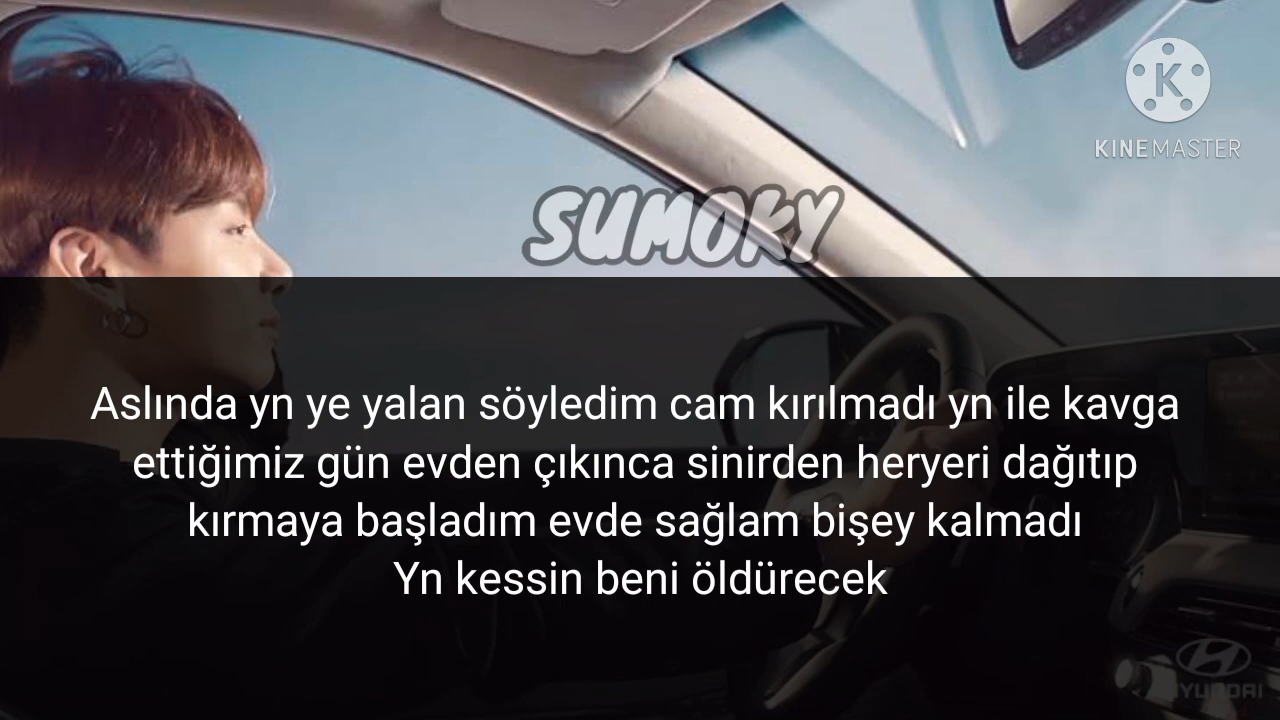 KINEMASTER
SUMOKY
Aslında yn ye yalan söyledim cam kırılmadı yn ile kavga
ettiğimiz gün evden çıkınca sinirden heryeri dağıtıp
kırmaya başladım evde sağlam bişey kalmadı
Yn kessin beni öldürecek
HYUNDAI